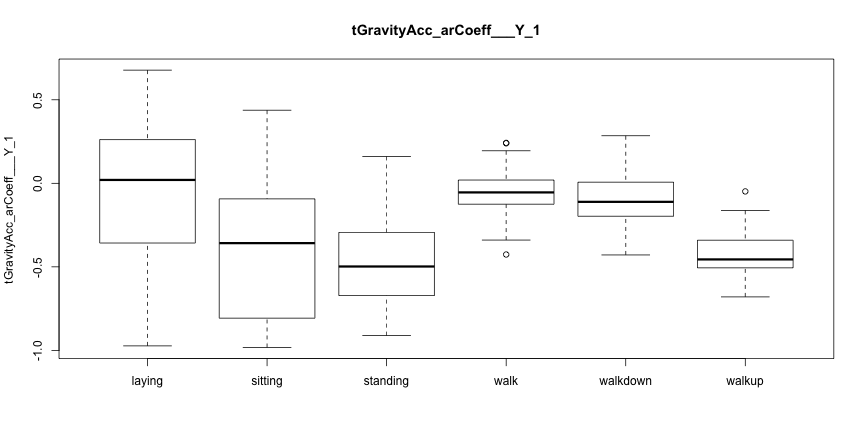 tGravityAcc_arCoeff___Y_1
tGravityAcc_arCoeff___Y_1
0.5
0.0
-0.5
-1.0
laying sitting standing walk walkdown walkup